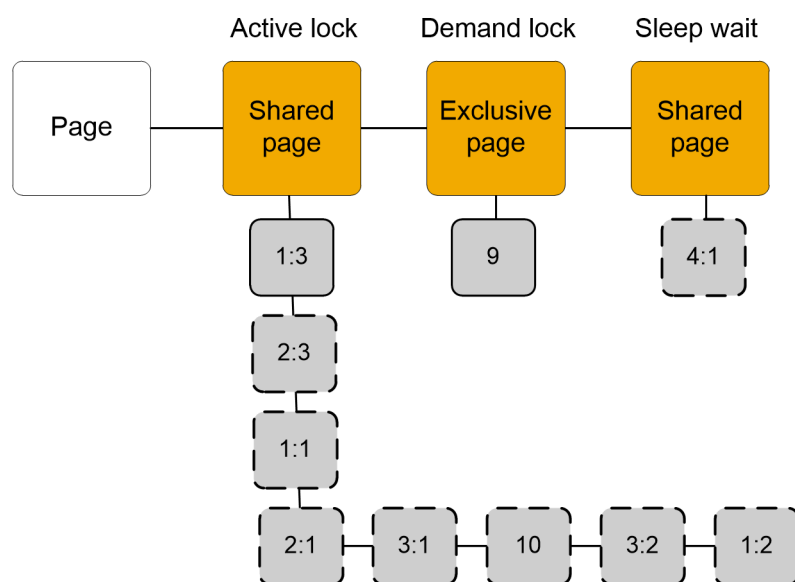 Active lock
Demand lock
Sleep wait
Page
Shared
page
Exclusive
page
Shared
page
1:3
9
4:1
2:3
1:1
2:1
3:1
10
3:2
1:2